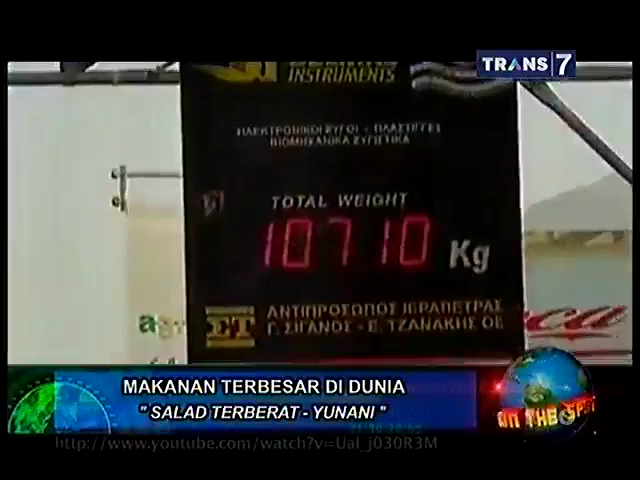 TRANS7
INSTRUMENTS
ΗΛΕΚΤΡΟΝΙΚΟΙ ΖΥΓΟΙ - ΠΛΑΣΤΙΓΓΕΣ
ΒΙΟΜΗΧΑΝΙΚΑ ΖΥΓΙΣΤΙΚΑ
TOTAL WEIGHT
10710 Kg
ΑΝΤΙΠΡΟΣΩΠΟΣ ΙΕΡΑΠΕΤΡΑΣ
Γ. ΣΙΓΑΝΟΣ - Ε. ΤΖΑΝΑΚΗΣ ΟΕ
MAKANAN TERBESAR DI DUNIA
" SALAD TERBERAT - YUNANI "
ON THE SPOT
http://www.youtube.com/watch?v=Ual_j030R3M